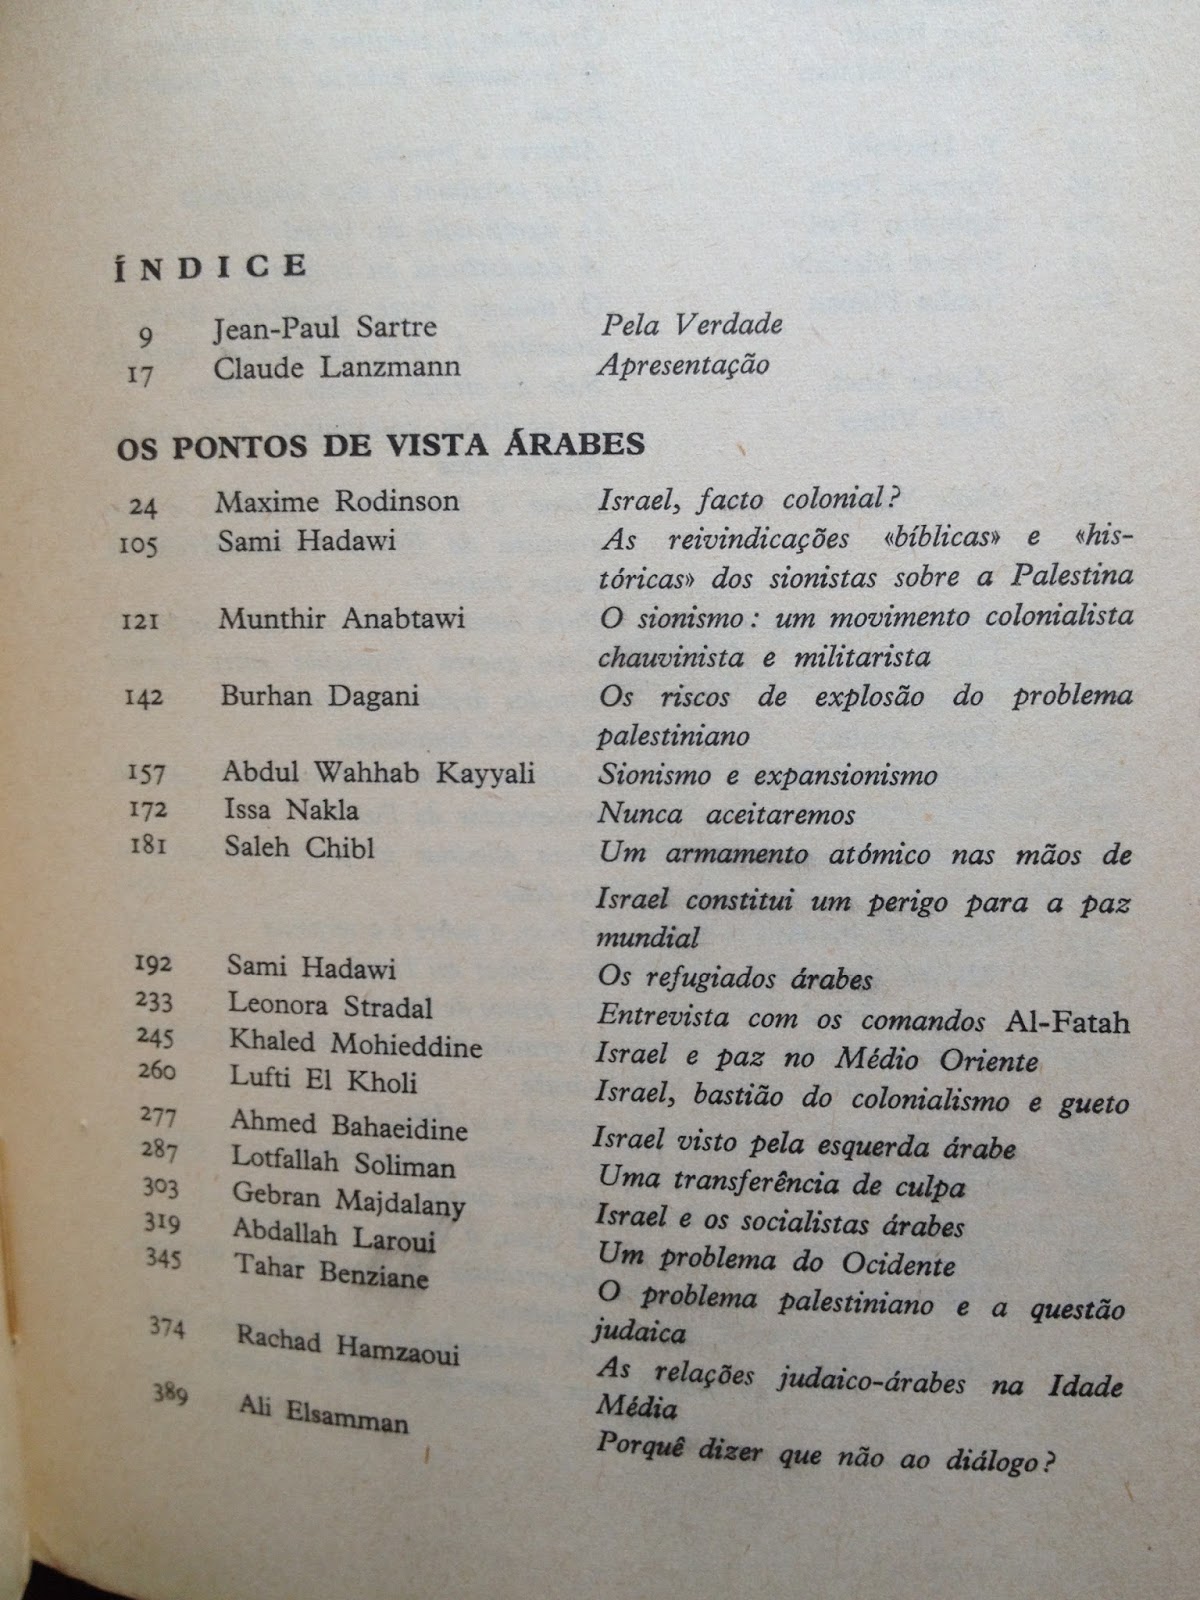 ÍNDICE
9 Jean-Paul Sartre Pela Verdade
17 Claude Lanzmann Apresentação
OS PONTOS DE VISTA ÁRABES
24 Maxime Rodinson Israel, facto colonial?
105 Sami Hadawi As reivindicações «bíblicas» e «his-
tóricas» dos sionistas sobre a Palestina
121 Munthir Anabtawi O sionismo: um movimento colonialista
chauvinista e militarista
142 Burhan Dagani Os riscos de explosão do problema
palestiniano
157 Abdul Wahhab Kayyali Sionismo e expansionismo
172 Issa Nakla Nunca aceitaremos
181 Saleh Chibl Um armamento atómico nas mãos de
Israel constitui um perigo para a paz
mundial
192 Sami Hadawi Os refugiados árabes
233 Leonora Stradal Entrevista com os comandos Al-Fatah
245 Khaled Mohieddine Israel e paz no Médio Oriente
260 Lufti El Kholi Israel, bastião do colonialismo e gueto
277 Ahmed Bahaeidine Israel visto pela esquerda árabe
287 Lotfallah Soliman Uma transferência de culpa
303 Gebran Majdalany Israel e os socialistas árabes
319 Abdallah Laroui Um problema do Ocidente
345 Tahar Benziane O problema palestiniano e a questão
judaica
374 Rachad Hamzaoui As relações judaico-árabes na Idade
Média
389 Ali Elsamman Porquê dizer que não ao diálogo?